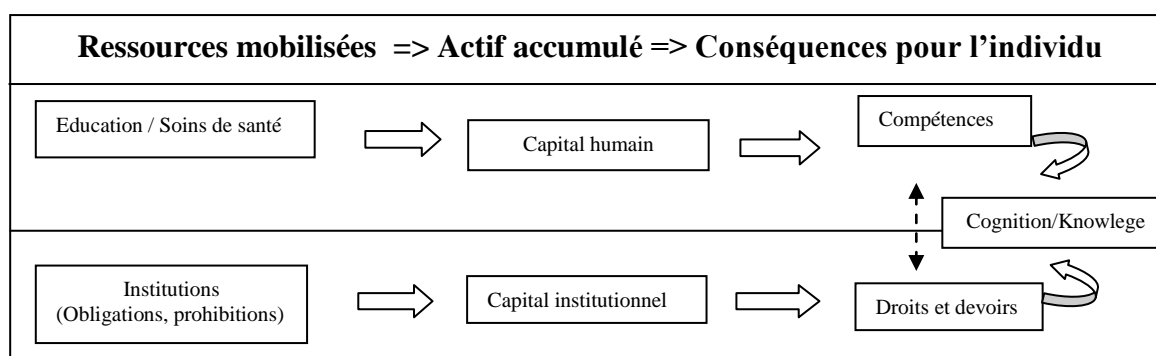 Ressources mobilisées => Actif accumulé => Conséquences pour l'individu
Education / Soins de santé
Capital humain
Compétences
Cognition/Knowlege
Institutions
(Obligations, prohibitions)
Capital institutionnel
Droits et devoirs